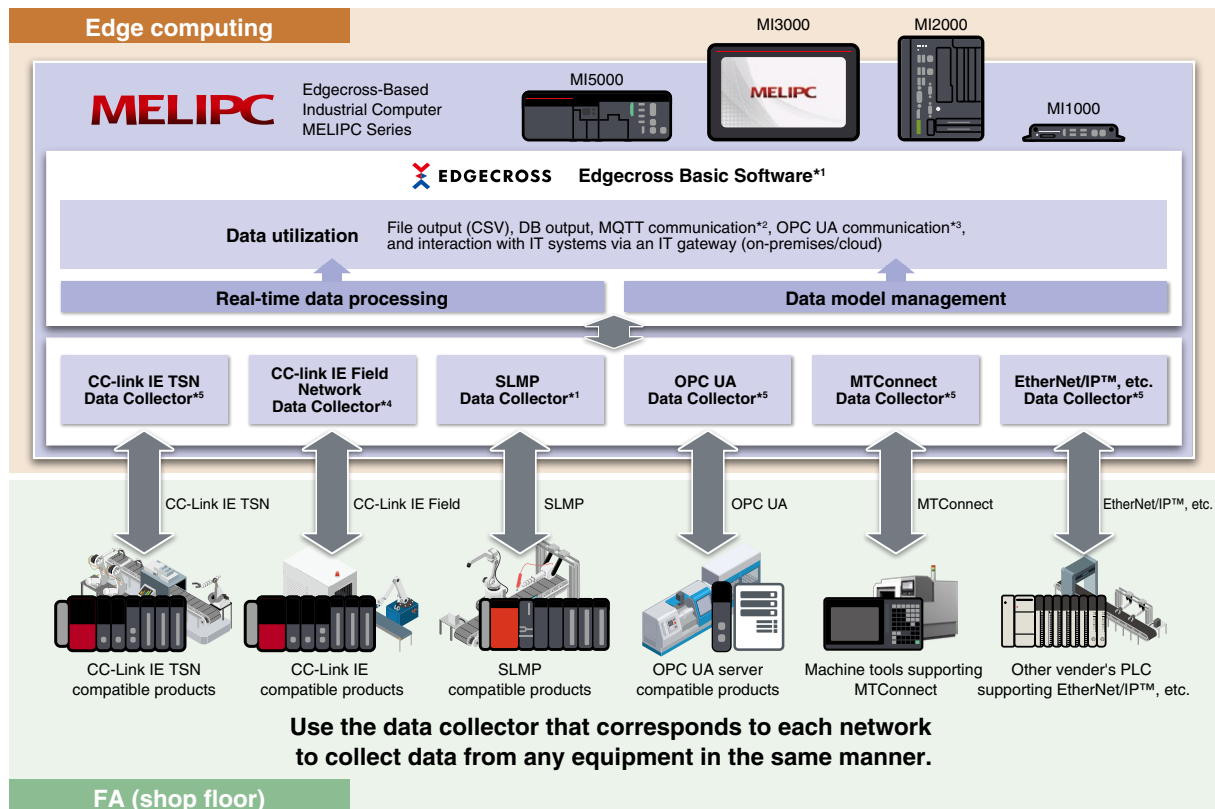 Edge computing
MI3000
MI2000
MI5000
MI1000
MELIPC
Edgecross-Based
Industrial Computer
MELIPC Series
MELIPC
EDGECROSS Edgecross Basic Software*1
Data utilization
File output (CSV), DB output, MQTT communication*2, OPC UA communication*3,
and interaction with IT systems via an IT gateway (on-premises/cloud)
Real-time data processing
Data model management
CC-link IE TSN
Data Collector*5
CC-link IE Field
Network
Data Collector*4
SLMP
Data Collector*1
OPC UA
Data Collector*5
MTConnect
Data Collector*5
EtherNet/IP™, etc.
Data Collector*5
CC-Link IE TSN
CC-Link IE Field
SLMP
OPC UA
MTConnect
EtherNet/IP™, etc.
CC-Link IE TSN
compatible products
CC-Link IE
compatible products
SLMP
compatible products
OPC UA server
compatible products
Machine tools supporting
MTConnect
Other vender's PLC
supporting EtherNet/IP™, etc.
Use the data collector that corresponds to each network
to collect data from any equipment in the same manner.
FA (shop floor)